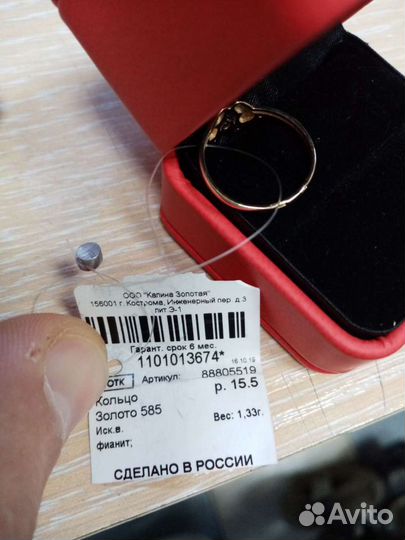 ООО "Калина Золотая"
156001 г. Кострома, Инженерный пер. д.3
лит.Э-1
Гарант. срок 6 мес.
1101013674* 16.10.19
ОТК Артикул: 88805519
Кольцо р. 15.5
Золото 585
Иск.в. Вес: 1,33г.
фианит;
СДЕЛАНО В РОССИИ
Avito